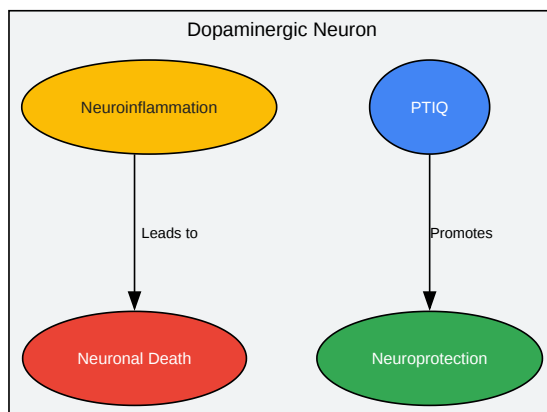 Dopaminergic Neuron
Neuroinflammation
PTIQ
Leads to
Promotes
Neuronal Death
Neuroprotection